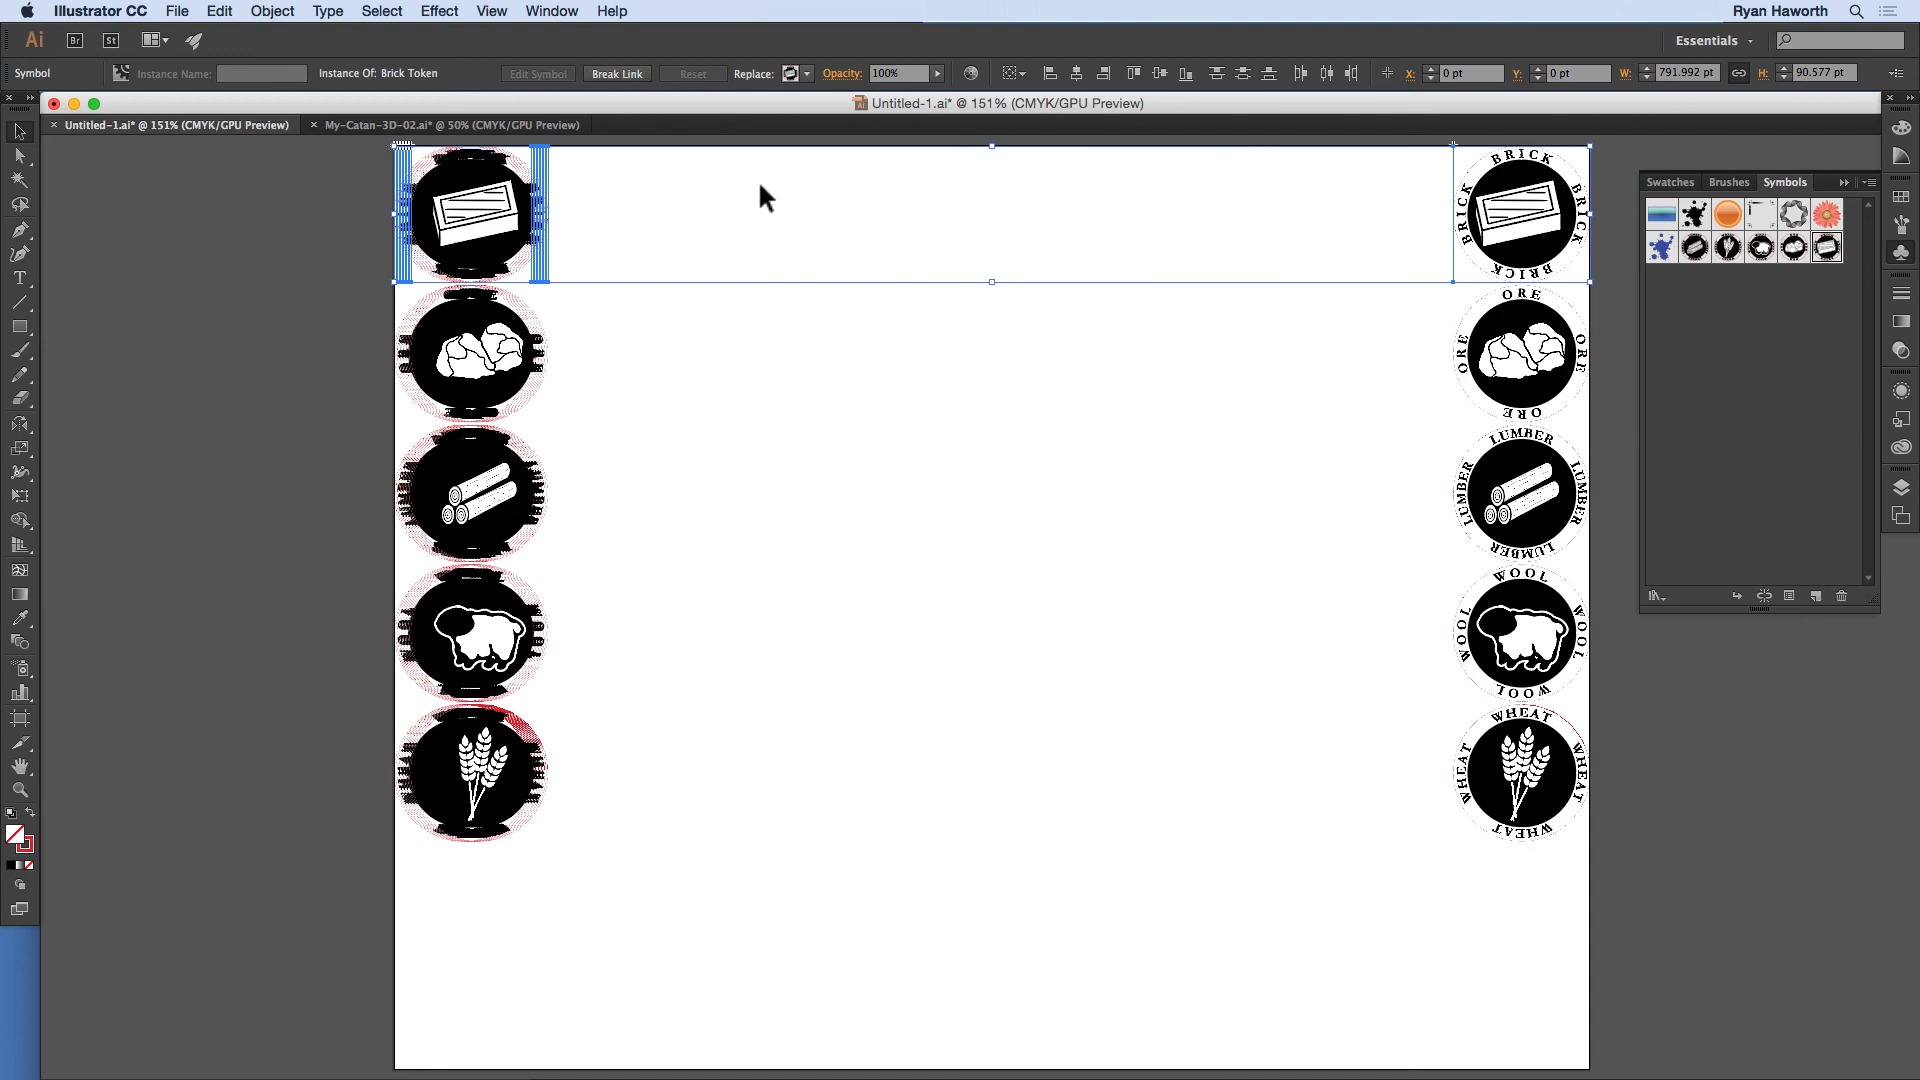 Illustrator CC File Edit Object Type Select Effect View Window Help Ryan Haworth
Ai Br St Essentials
Symbol Instance Name: Instance Of: Brick Token Edit Symbol Break Link Reset Replace: Opacity: 100% X: 0 pt Y: 0 pt W: 791.992 pt H: 90.577 pt
Untitled-1.ai* @ 151% (CMYK/GPU Preview)
× Untitled-1.ai* @ 151% (CMYK/GPU Preview) × My-Catan-3D-02.ai* @ 50% (CMYK/GPU Preview)
Swatches Brushes Symbols
BRICK BRICK BRICK BRICK
ORE ORE ORE ORE
LUMBER LUMBER LUMBER LUMBER
WOOL WOOL WOOL WOOL
WHEAT WHEAT WHEAT WHEAT